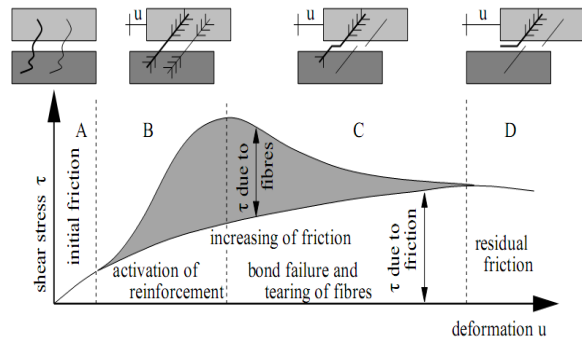 u
u
u
A
B
C
D
shear stress τ
initial friction
τ due to
fibres
increasing of friction
activation of
reinforcement
bond failure and
tearing of fibres
τ due to
friction
residual
friction
deformation u